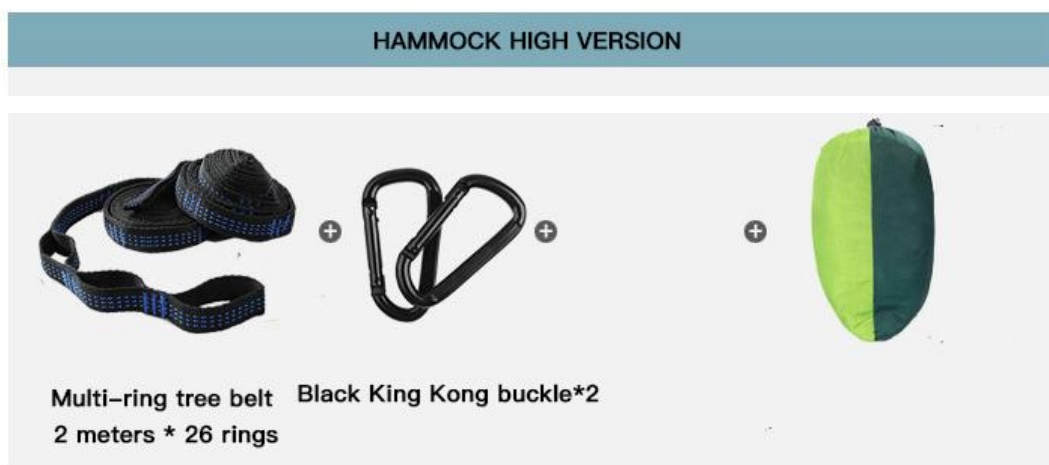 HAMMOCK HIGH VERSION
Multi-ring tree belt
2 meters * 26 rings
Black King Kong buckle*2